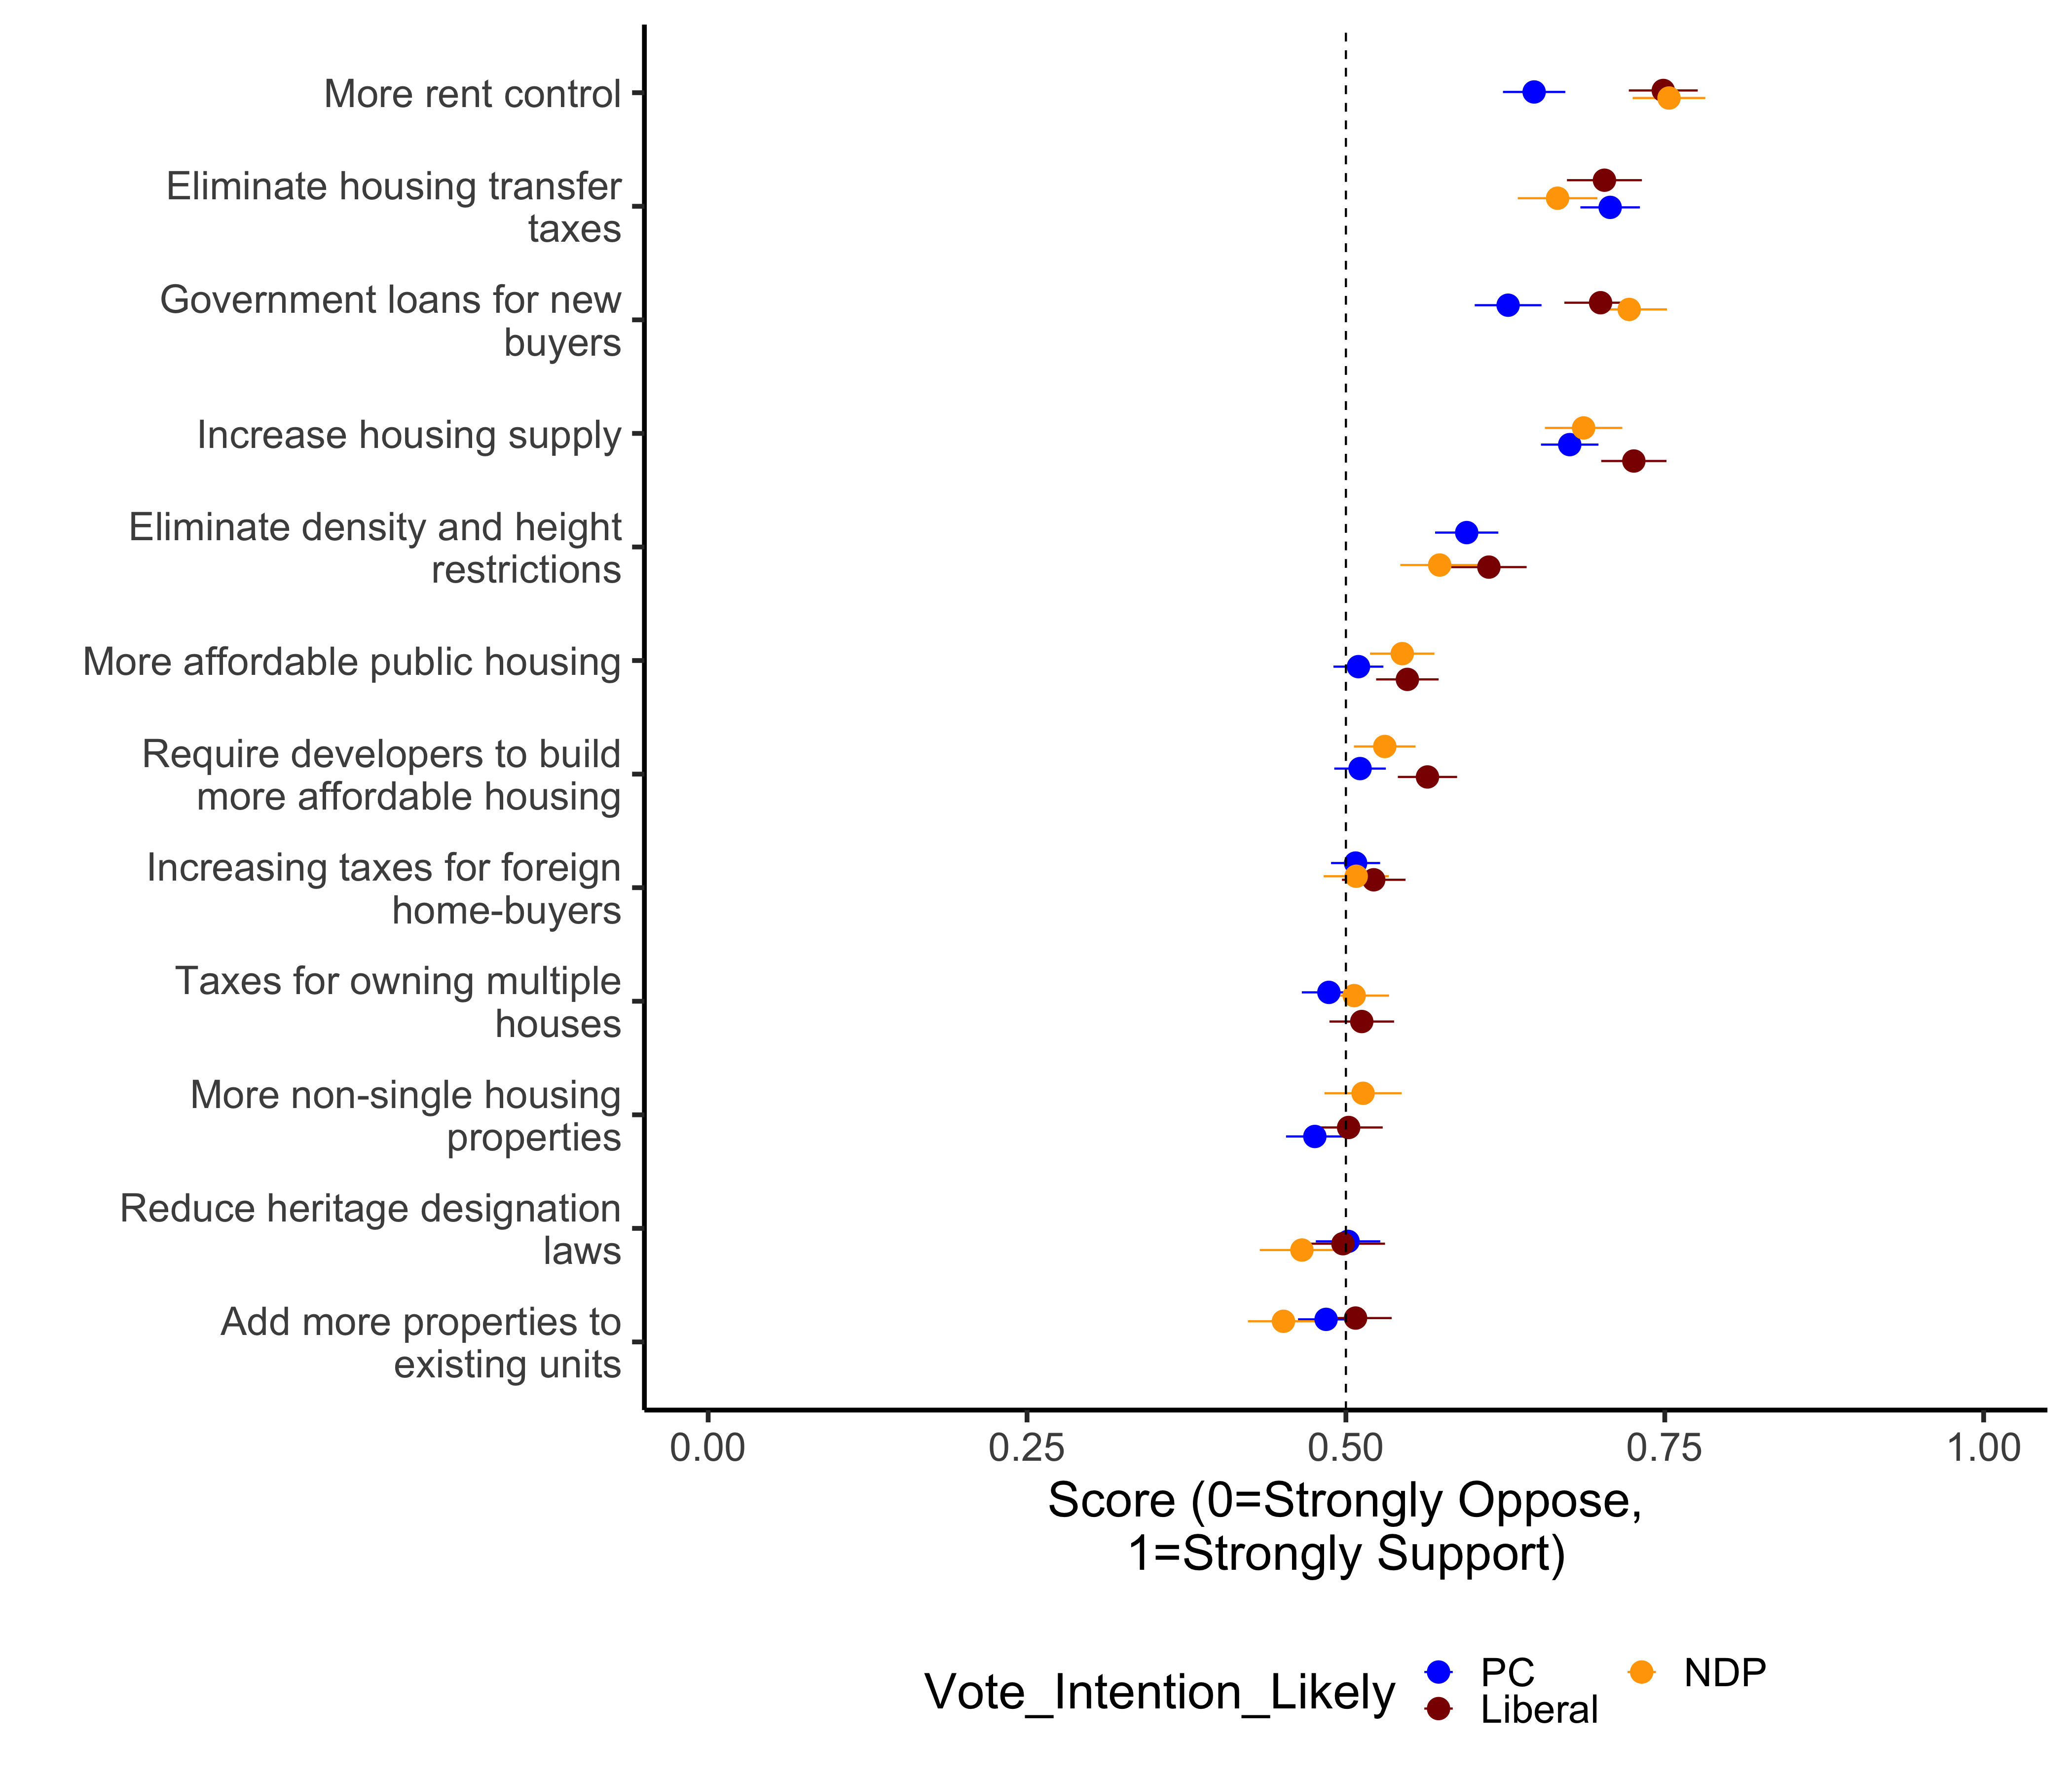 More rent control
Eliminate housing transfer
taxes
Government loans for new
buyers
Increase housing supply
Eliminate density and height
restrictions
More affordable public housing
Require developers to build
more affordable housing
Increasing taxes for foreign
home-buyers
Taxes for owning multiple
houses
More non-single housing
properties
Reduce heritage designation
laws
Add more properties to
existing units
0.00 0.25 0.50 0.75 1.00
Score (0=Strongly Oppose,
1=Strongly Support)
Vote_Intention_Likely
PC NDP
Liberal